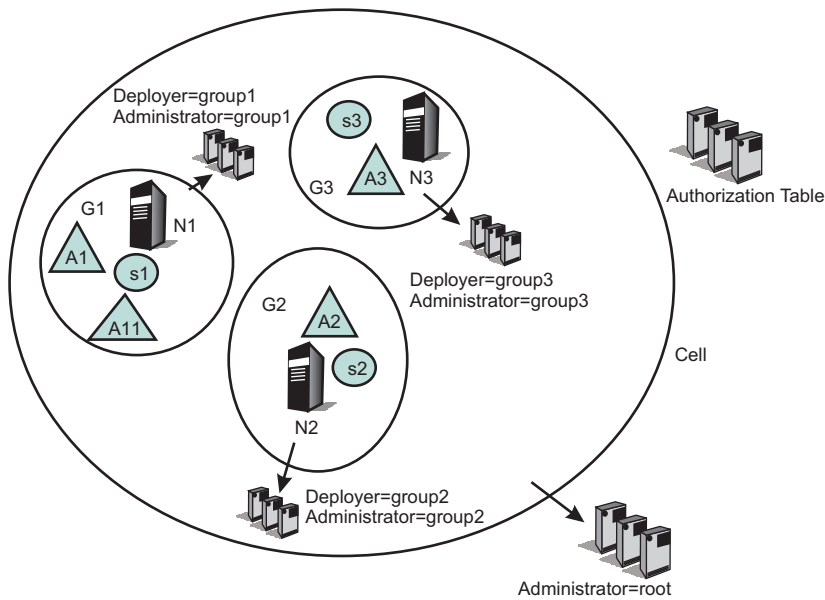 Deployer=group1
Administrator=group1
s3
A3
G3
N3
Authorization Table
G1
N1
A1
s1
A11
Deployer=group3
Administrator=group3
G2
A2
s2
N2
Cell
Deployer=group2
Administrator=group2
Administrator=root